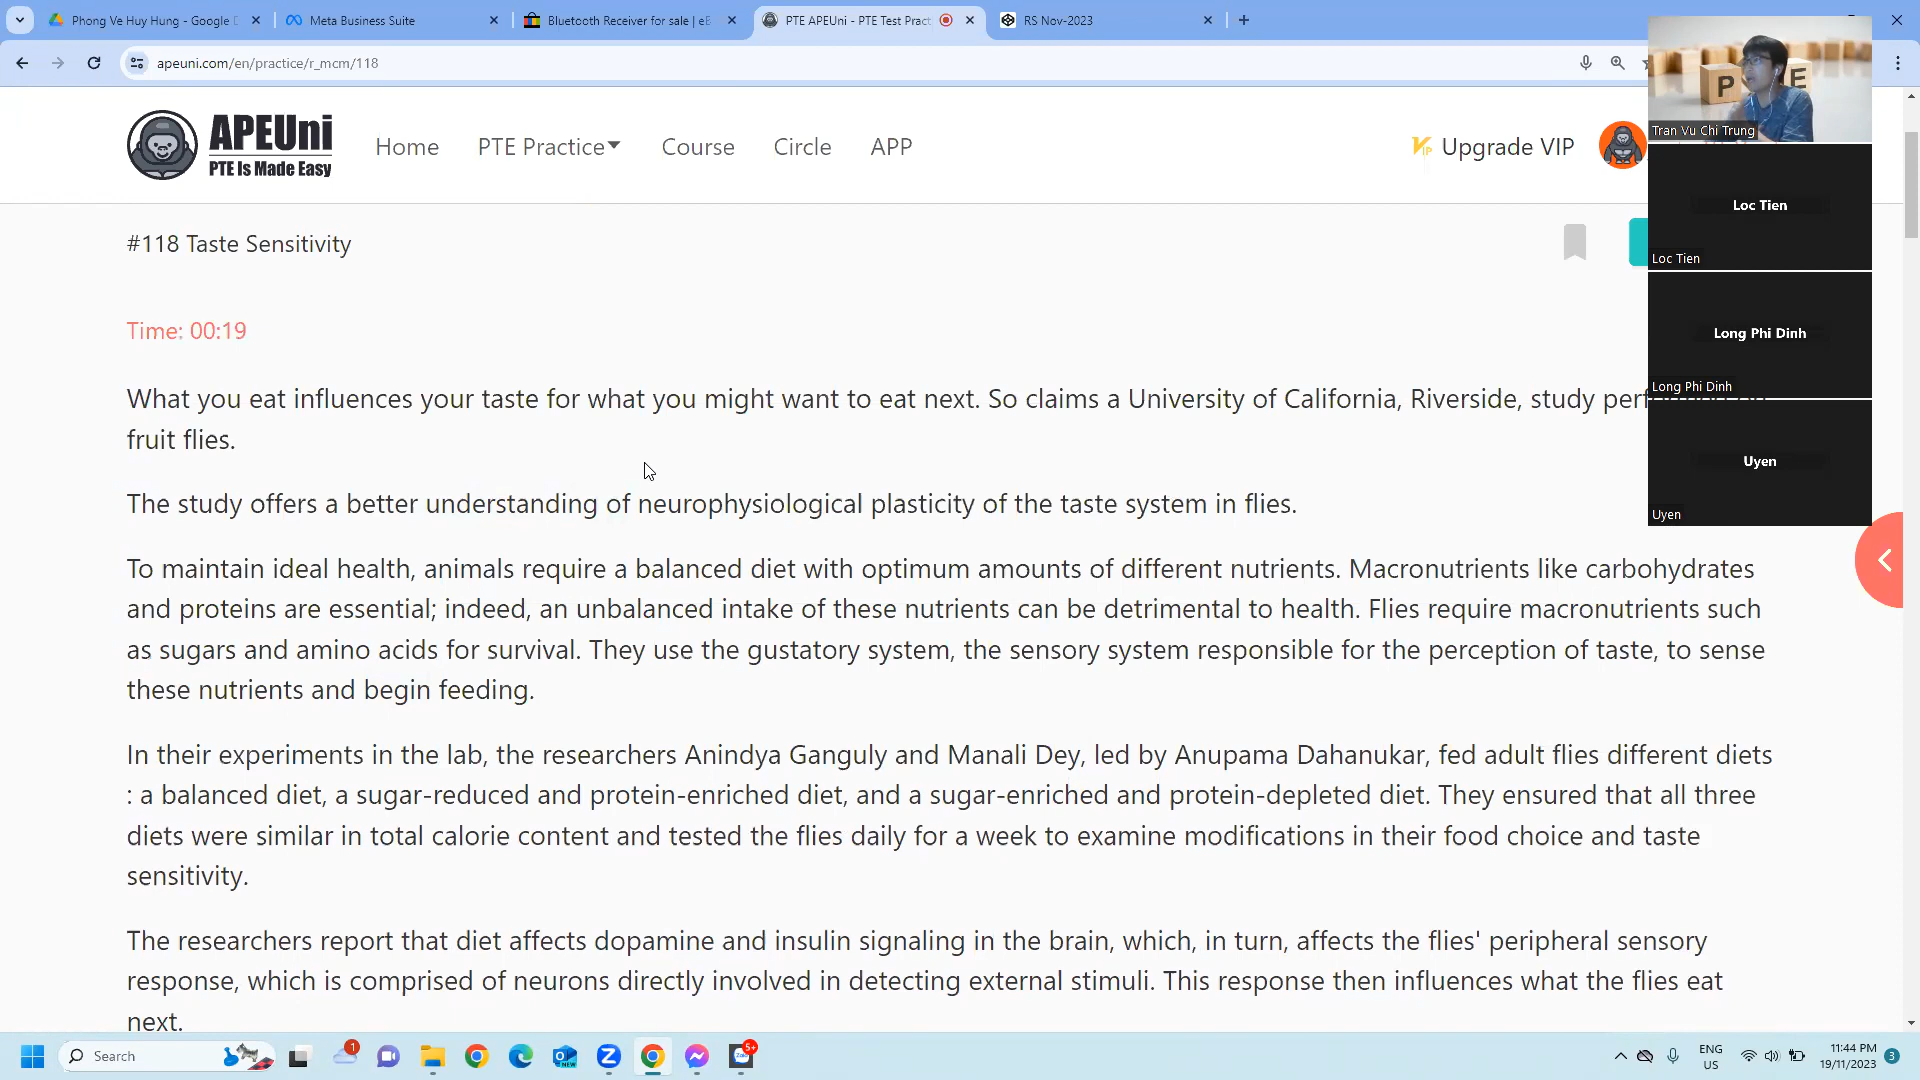 Phong Ve Huy Hung - Google
Meta Business Suite
Bluetooth Receiver for sale | eB
PTE APEUni - PTE Test Pract
RS Nov-2023
apeuni.com/en/practice/r_mcm/118
APEUni
PTE Is Made Easy
Home
PTE Practice
Course
Circle
APP
VIP
Upgrade VIP
P E
Tran Vu Chi Trung
Loc Tien
Loc Tien
Long Phi Dinh
Long Phi Dinh
Uyen
Uyen
#118 Taste Sensitivity
Time: 00:19
What you eat influences your taste for what you might want to eat next. So claims a University of California, Riverside, study
fruit flies.
The study offers a better understanding of neurophysiological plasticity of the taste system in flies.
To maintain ideal health, animals require a balanced diet with optimum amounts of different nutrients. Macronutrients like carbohydrates
and proteins are essential; indeed, an unbalanced intake of these nutrients can be detrimental to health. Flies require macronutrients such
as sugars and amino acids for survival. They use the gustatory system, the sensory system responsible for the perception of taste, to sense
these nutrients and begin feeding.
In their experiments in the lab, the researchers Anindya Ganguly and Manali Dey, led by Anupama Dahanukar, fed adult flies different diets
: a balanced diet, a sugar-reduced and protein-enriched diet, and a sugar-enriched and protein-depleted diet. They ensured that all three
diets were similar in total calorie content and tested the flies daily for a week to examine modifications in their food choice and taste
sensitivity.
The researchers report that diet affects dopamine and insulin signaling in the brain, which, in turn, affects the flies' peripheral sensory
response, which is comprised of neurons directly involved in detecting external stimuli. This response then influences what the flies eat
next.
Search
1
NEW
Zalo
5+
ENG
US
11:44 PM
19/11/2023
3